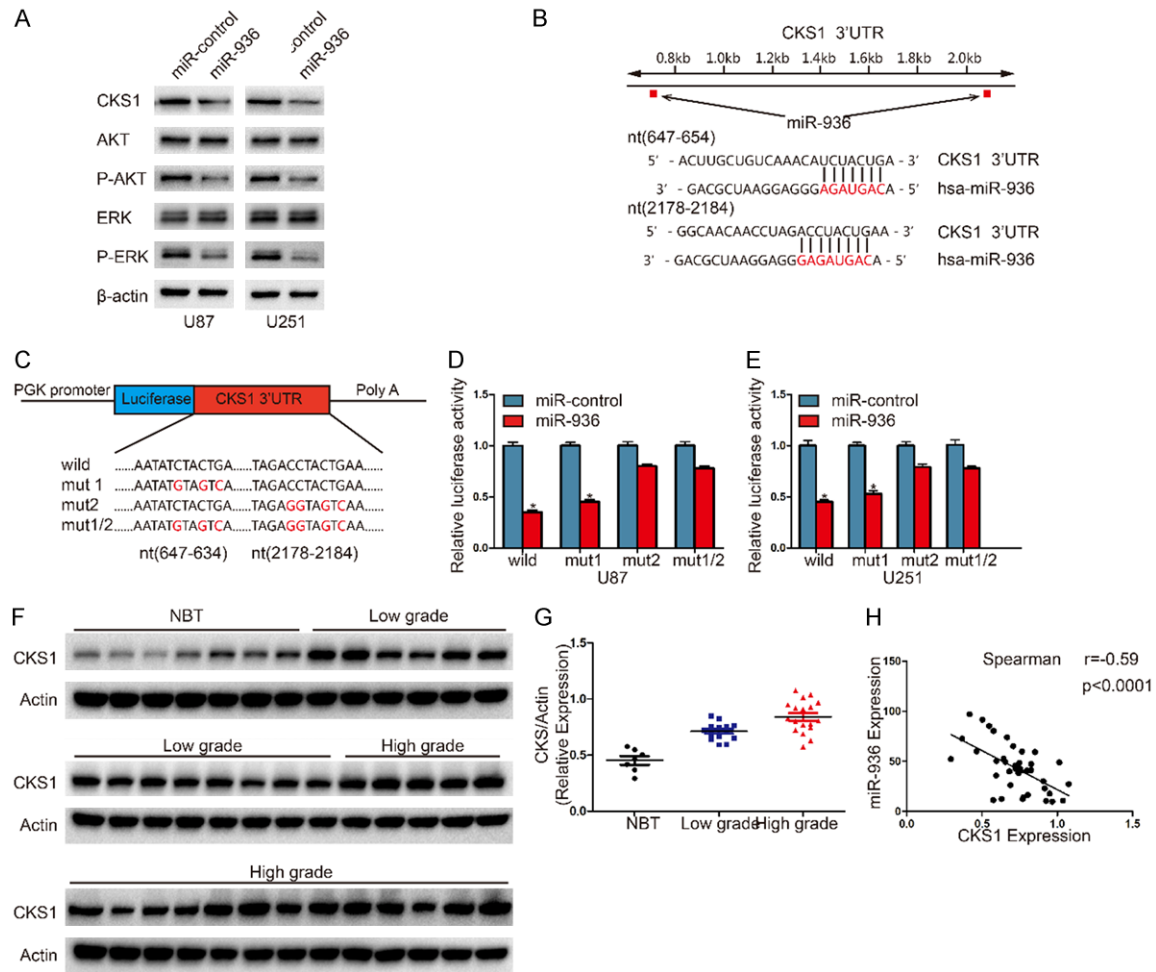 A
miR-control
miR-936
control
miR-936
CKS1
AKT
P-AKT
ERK
P-ERK
β-actin
U87 U251
B
CKS1 3'UTR
0.8kb 1.0kb 1.2kb 1.4kb 1.6kb 1.8kb 2.0kb
miR-936
nt(647-654)
5' - ACUUGCUGUCAAACAUCUACUGA - 3' CKS1 3'UTR
3' - GACGCUAAGGAGGGAGAUGACA - 5' hsa-miR-936
nt(2178-2184)
5' - GGCAACAACCUAGACCUACUGAA - 3' CKS1 3'UTR
3' - GACGCUAAGGAGGGAGAUGACA - 5' hsa-miR-936
C
PGK promoter Luciferase CKS1 3'UTR Poly A
wild ......AATATCTACTGA......TAGACCTACTGAA......
mut 1 ......AATATGTAGTCA......TAGACCTACTGAA......
mut2 ......AATATCTACTGA......TAGAGGTAGTCAA......
mut1/2 ......AATATGTAGTCA......TAGAGGTAGTCAA......
nt(647-634) nt(2178-2184)
D
Relative luciferase activity
1.5
1.0
0.5
0.0
miR-control
miR-936
* *
wild mut1 mut2 mut1/2
U87
E
Relative luciferase activity
1.5
1.0
0.5
0.0
miR-control
miR-936
* *
wild mut1 mut2 mut1/2
U251
F
NBT Low grade
CKS1
Actin
Low grade High grade
CKS1
Actin
High grade
CKS1
Actin
G
CKS/Actin
(Relative Expression)
1.5
1.0
0.5
0.0
NBT Low grade High grade
H
Spearman r=-0.59
p<0.0001
miR-936 Expression
150
100
50
0
0.0 0.5 1.0 1.5
CKS1 Expression